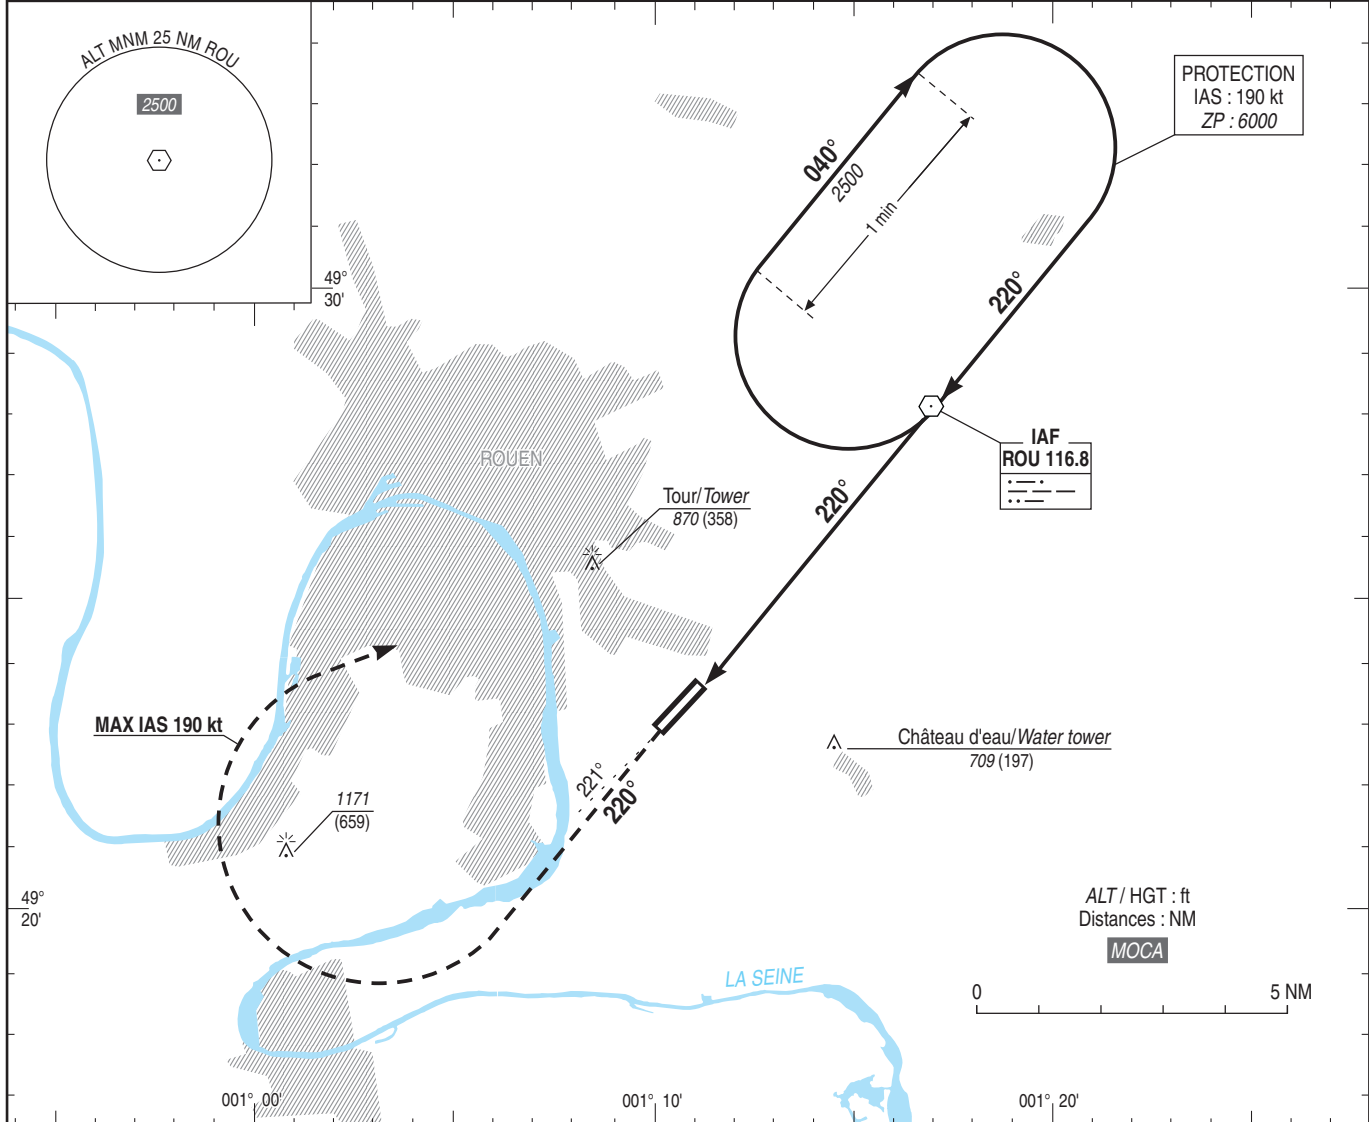 ALT MNM 25 NM ROU
2500
PROTECTION
IAS : 190 kt
ZP : 6000
040°
2500
1 min
49°
30'
220°
IAF
ROU 116.8
ROUEN
220°
Tour/Tower
870 (358)
MAX IAS 190 kt
Château d'eau/Water tower
709 (197)
221°
220°
1171
(659)
49°
20'
ALT / HGT : ft
Distances : NM
MOCA
LA SEINE
0 5 NM
001° 00'
001° 10'
001° 20'